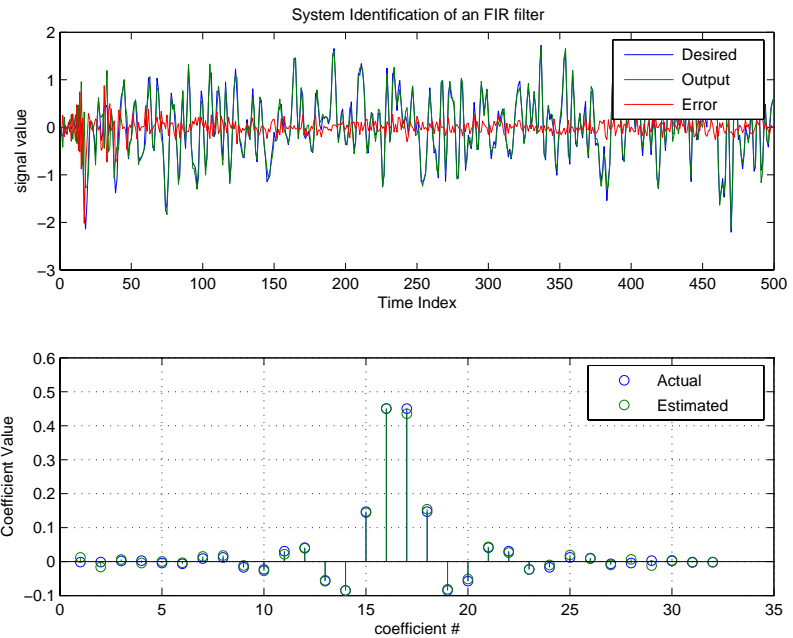 System Identification of an FIR filter
2
1
0
−1
−2
−3
signal value
Desired
Output
Error
0 50 100 150 200 250 300 350 400 450 500
Time Index
0.6
0.5
0.4
0.3
0.2
0.1
0
−0.1
Coefficient Value
Actual
Estimated
0 5 10 15 20 25 30 35
coefficient #